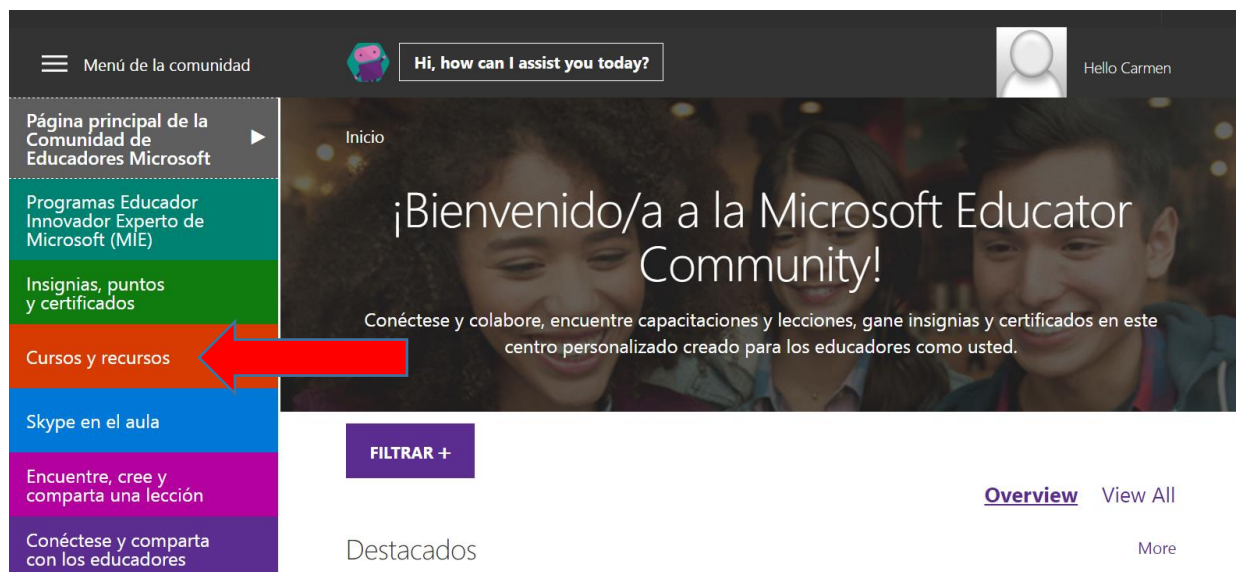 Menú de la comunidad
Hi, how can I assist you today?
Hello Carmen
Página principal de la
Comunidad de
Educadores Microsoft
Programas Educador
Innovador Experto de
Microsoft (MIE)
Insignias, puntos
y certificados
Cursos y recursos
Skype en el aula
Encuentre, cree y
comparta una lección
Conéctese y comparta
con los educadores
Inicio
¡Bienvenido/a a la Microsoft Educator
Community!
Conéctese y colabore, encuentre capacitaciones y lecciones, gane insignias y certificados en este
centro personalizado creado para los educadores como usted.
FILTRAR +
Overview View All
Destacados
More